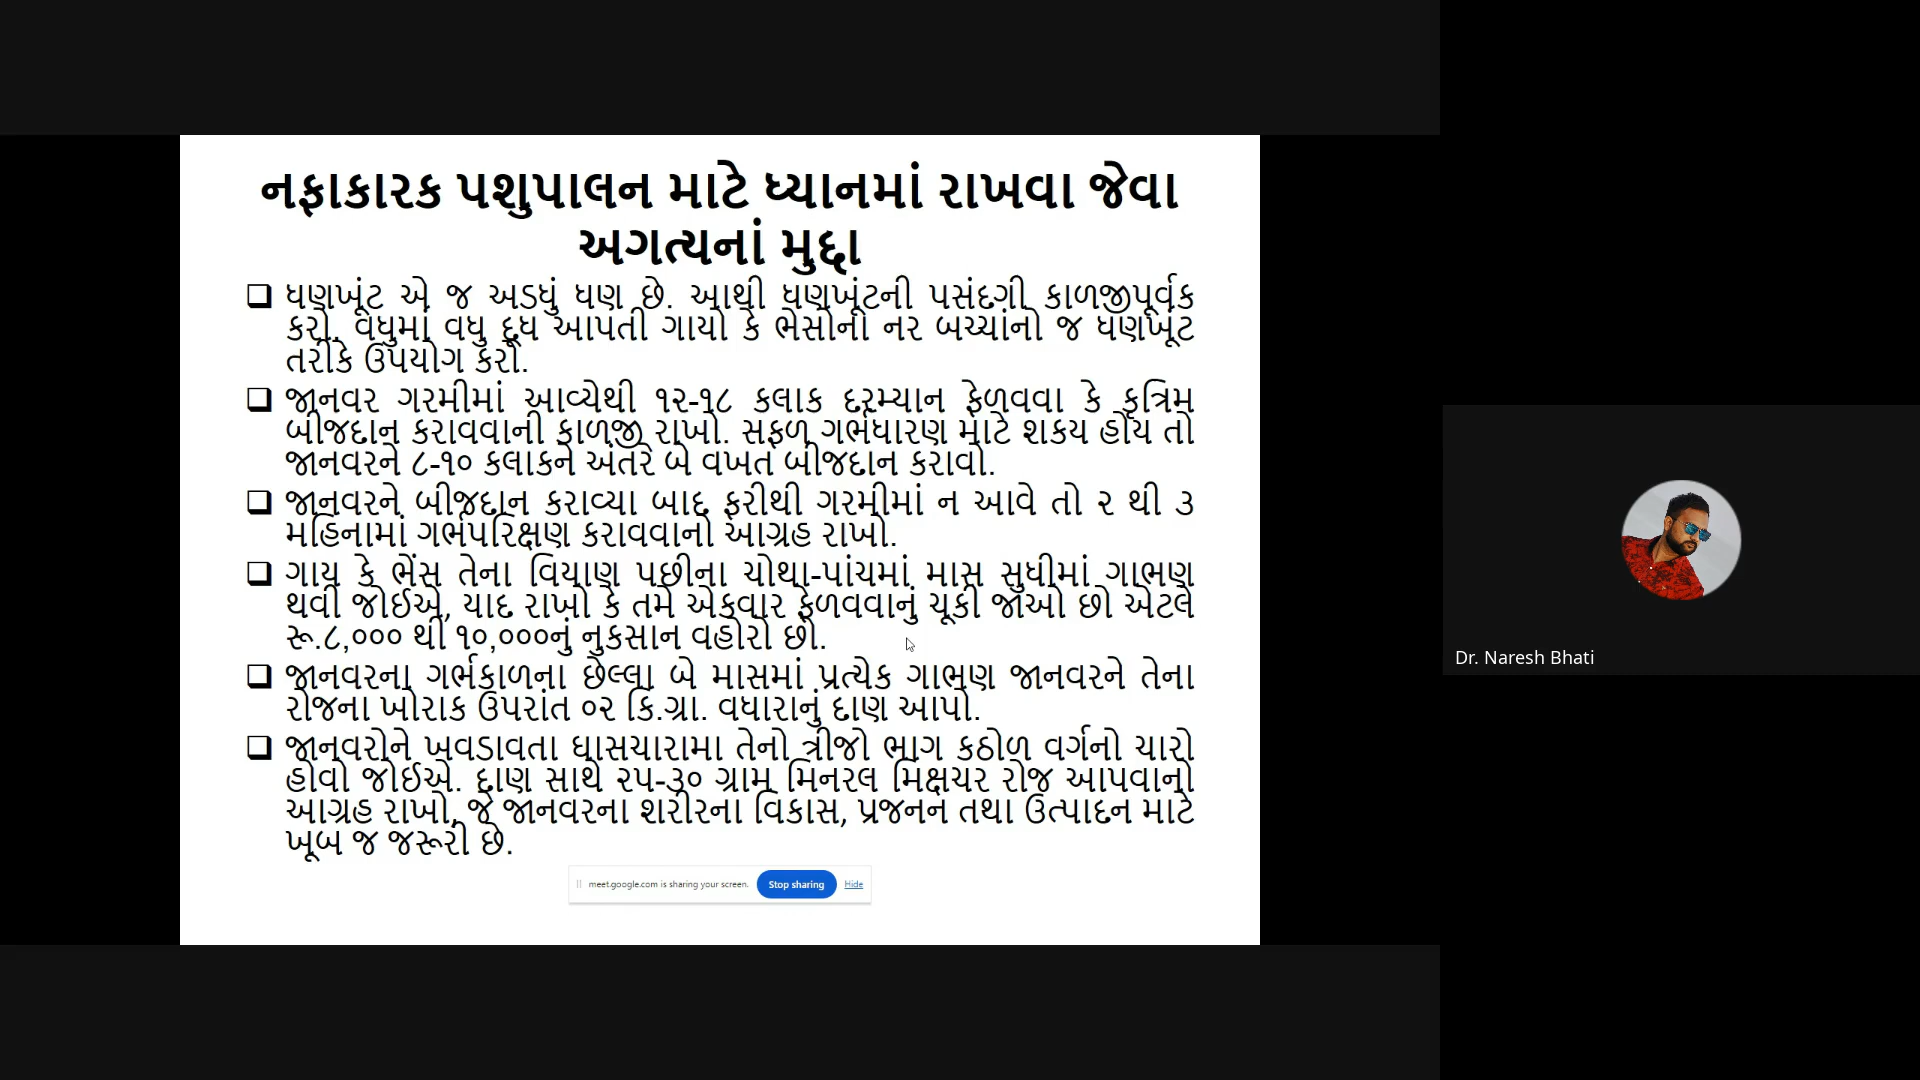 નફાકારક પશુપાલન માટે ધ્યાનમાં રાખવા જેવા
અગત્યનાં મુદ્દા
ધણખૂંટ એ જ અડધું ધણ છે. આથી ધણખૂંટની પસંદગી કાળજીપૂર્વક
કરો. વધુમાં વધુ દૂધ આપતી ગાયો કે ભેસોના નર બચ્ચાંનો જ ધણખૂંટ
તરીકે ઉપયોગ કરો.
જાનવર ગરમીમાં આવ્યેથી ૧૨-૧૮ કલાક દરમ્યાન ફેળવવા કે કૃત્રિમ
બીજદાન કરાવવાની કાળજી રાખો. સફળ ગર્ભધારણ માટે શકય હોય તો
જાનવરને ૮-૧૦ કલાકને અંતરે બે વખત બીજદાન કરાવો.
જાનવરને બીજદાન કરાવ્યા બાદ ફરીથી ગરમીમાં ન આવે તો ૨ થી ૩
મહિનામાં ગર્ભપરિક્ષણ કરાવવાનો આગ્રહ રાખો.
ગાય કે ભેંસ તેના વિયાણ પછીના ચોથા-પાંચમાં માસ સુધીમાં ગાભણ
થવી જોઈએ, યાદ રાખો કે તમે એકવાર ફેળવવાનું ચૂકી જાઓ છો એટલે
રૂ.૮,૦૦૦ થી ૧૦,૦૦૦નું નુકસાન વહોરો છો.
જાનવરના ગર્ભકાળના છેલ્લા બે માસમાં પ્રત્યેક ગાભણ જાનવરને તેના
રોજના ખોરાક ઉપરાંત ૦૨ કિ.ગ્રા. વધારાનું દાણ આપો.
જાનવરોને ખવડાવતા ઘાસચારામા તેનો ત્રીજો ભાગ કઠોળ વર્ગનો ચારો
હોવો જોઈએ. દાણ સાથે ૨૫-૩૦ ગ્રામ મિનરલ મિક્ષચર રોજ આપવાનો
આગ્રહ રાખો, જે જાનવરના શરીરના વિકાસ, પ્રજનન તથા ઉત્પાદન માટે
ખૂબ જ જરૂરી છે.
meet.google.com is sharing your screen. Stop sharing Hide
Dr. Naresh Bhati